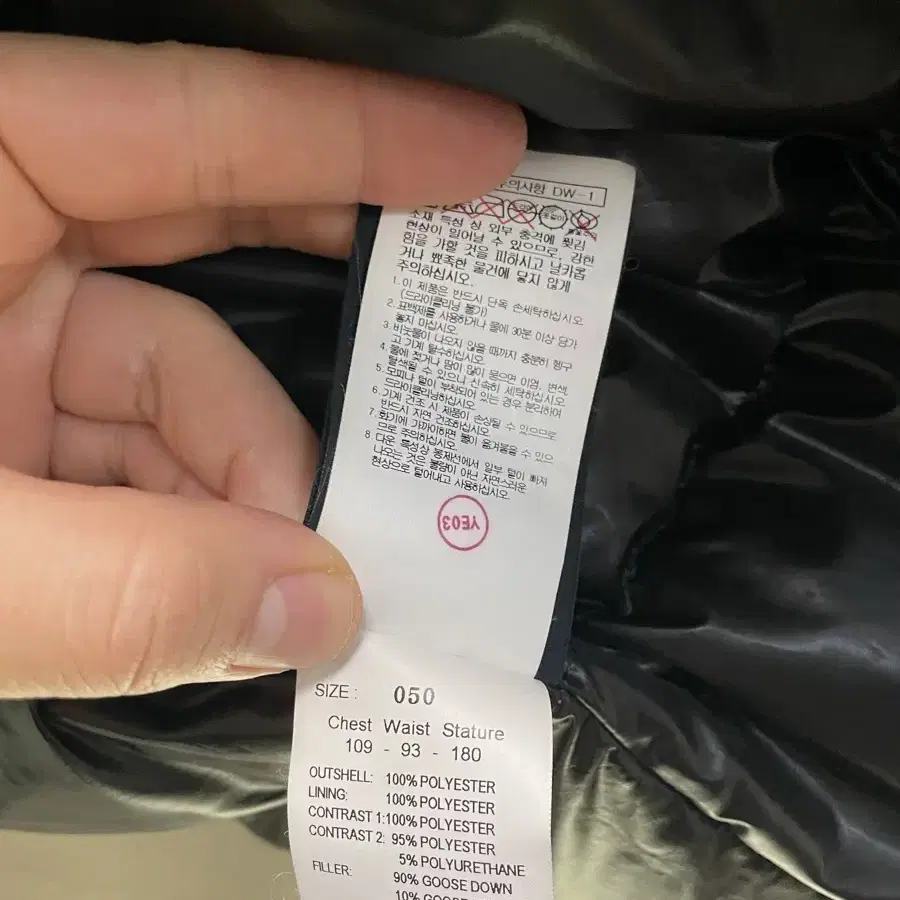 의사항 DW-1
소재 특성 상 외부 충격에 찢김
현상이 일어날 수 있으므로, 강한
힘을 가할 것을 피하시고 날카롭
거나 뾰족한 물건에 닿지 않게
주의하십시오.
1. 이 제품은 반드시 단독 손세탁하십시오.
(드라이클리닝 불가)
2. 표백제를 사용하거나 물에 30분 이상 담가
놓지 마십시오.
3. 비눗물이 나오지 않을 때까지 충분히 헹구
고 기계 탈수하십시오.
4. 물에 젖거나 땀이 많이 묻으면 이염, 변색,
탈색될 수 있으니 신속히 세탁하십시오.
5. 모피나 털이 부착되어 있는 경우 분리하여
드라이클리닝하십시오.
6. 기계 건조 시 제품이 손상될 수 있으므로
반드시 자연 건조하십시오.
7. 화기에 가까이하면 불이 옮겨붙을 수 있으
므로 주의하십시오.
8. 다운 특성상 봉제선에서 일부 털이 빠져
나오는 것은 불량이 아닌 자연스러운
현상으로 털어내고 사용하십시오.
YE03
SIZE : 050
Chest Waist Stature
109 - 93 - 180
OUTSHELL: 100% POLYESTER
LINING: 100% POLYESTER
CONTRAST 1:100% POLYESTER
CONTRAST 2: 95% POLYESTER
5% POLYURETHANE
FILLER: 90% GOOSE DOWN
10% GOOSE